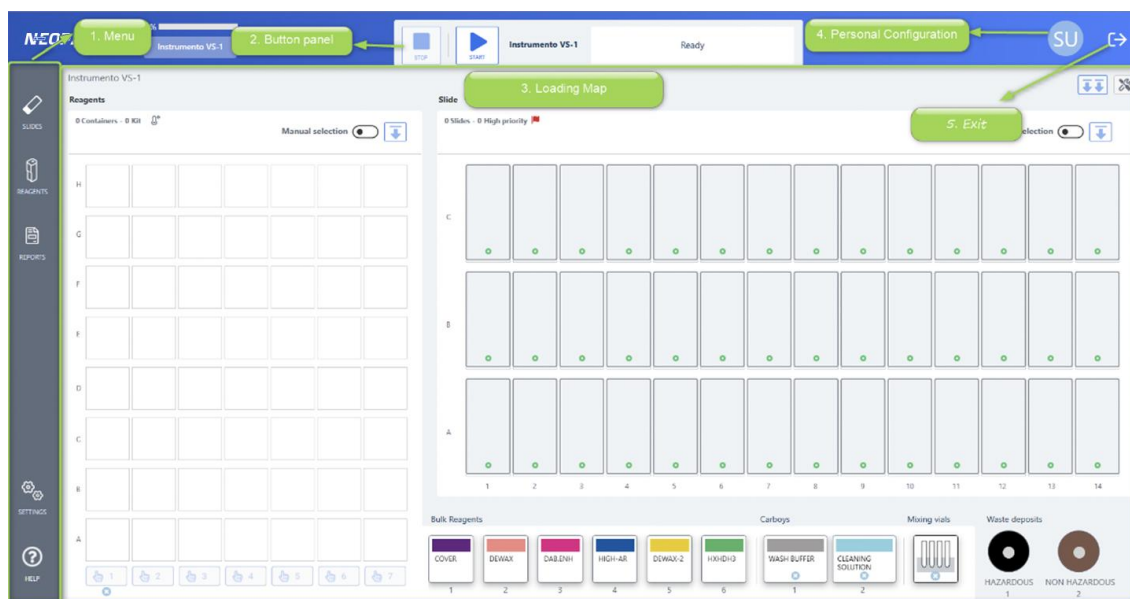 1. Menu
%
Instrumento VS-1
2. Button panel
STOP
START
Instrumento VS-1
Ready
4. Personal Configuration
SU
Instrumento VS-1
3. Loading Map
5. Exit
SLIDES
REAGENTS
REPORTS
SETTINGS
HELP
Reagents
0 Containers - 0 Kit
Manual selection
H
G
F
E
D
C
B
A
1 2 3 4 5 6 7
Slide
0 Slides - 0 High priority
election
C
B
A
1 2 3 4 5 6 7 8 9 10 11 12 13 14
Bulk Reagents
COVER DEWAX DAB.ENH HIGH-AR DEWAX-2 HXHDH3
1 2 3 4 5 6
Carboys
WASH BUFFER
CLEANING
SOLUTION
1 2
Mixing vials
Waste deposits
HAZARDOUS NON HAZARDOUS
1 2